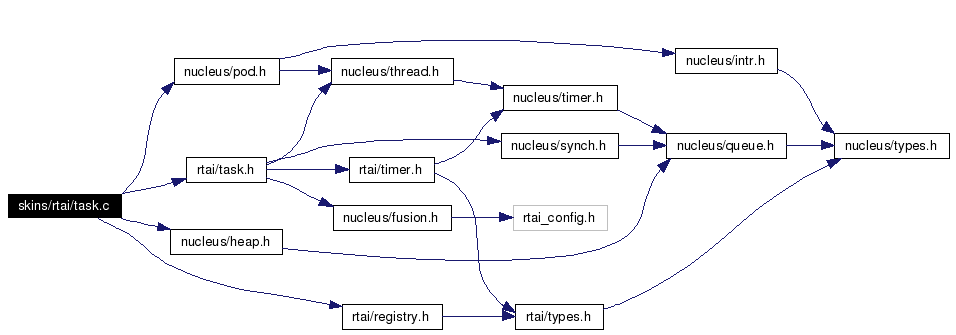 nucleus/intr.h
nucleus/pod.h
nucleus/thread.h
nucleus/timer.h
nucleus/synch.h
nucleus/queue.h
nucleus/types.h
rtai/task.h
rtai/timer.h
skins/rtai/task.c
nucleus/fusion.h
rtai_config.h
nucleus/heap.h
rtai/registry.h
rtai/types.h